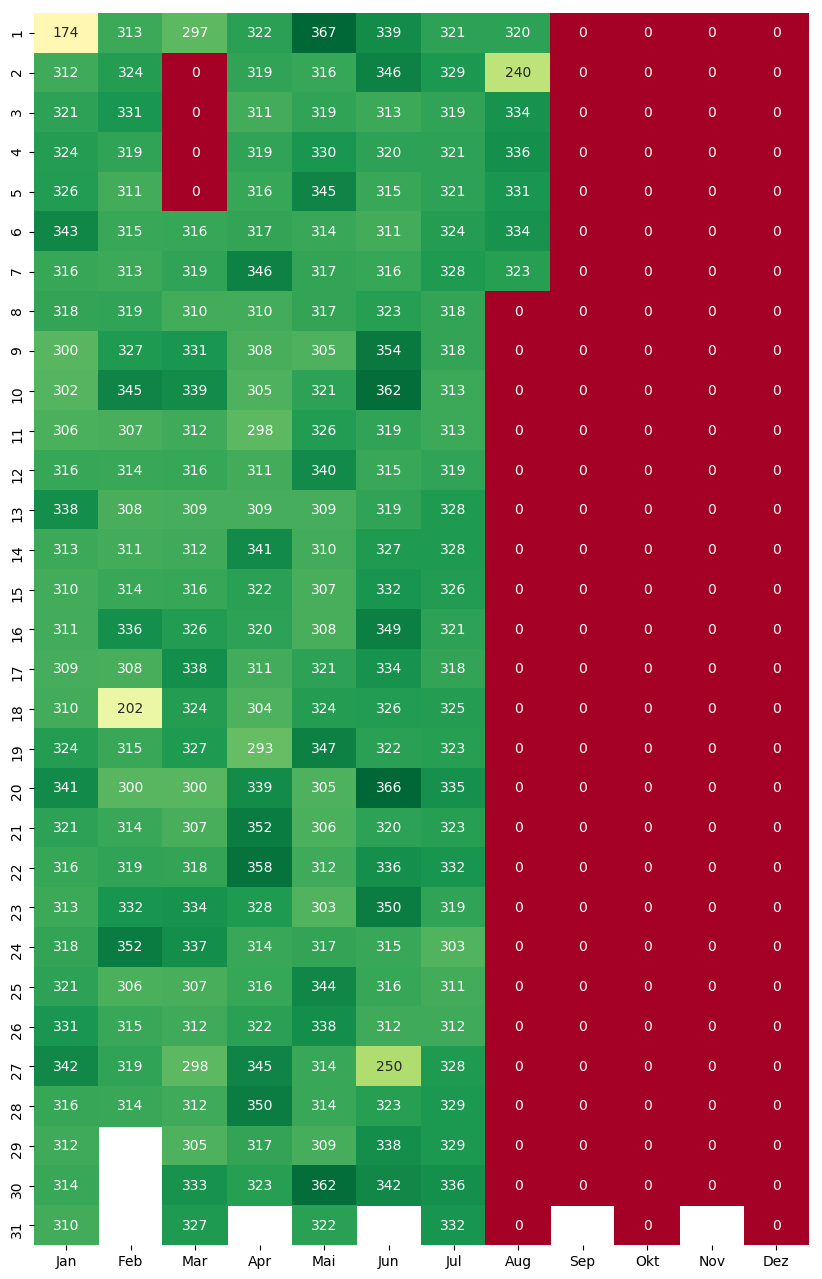 1 174 313 297 322 367 339 321 320 0 0 0 0
2 312 324 0 319 316 346 329 240 0 0 0 0
3 321 331 0 311 319 313 319 334 0 0 0 0
4 324 319 0 319 330 320 321 336 0 0 0 0
5 326 311 0 316 345 315 321 331 0 0 0 0
6 343 315 316 317 314 311 324 334 0 0 0 0
7 316 313 319 346 317 316 328 323 0 0 0 0
8 318 319 310 310 317 323 318 0 0 0 0 0
9 300 327 331 308 305 354 318 0 0 0 0 0
10 302 345 339 305 321 362 313 0 0 0 0 0
11 306 307 312 298 326 319 313 0 0 0 0 0
12 316 314 316 311 340 315 319 0 0 0 0 0
13 338 308 309 309 309 319 328 0 0 0 0 0
14 313 311 312 341 310 327 328 0 0 0 0 0
15 310 314 316 322 307 332 326 0 0 0 0 0
16 311 336 326 320 308 349 321 0 0 0 0 0
17 309 308 338 311 321 334 318 0 0 0 0 0
18 310 202 324 304 324 326 325 0 0 0 0 0
19 324 315 327 293 347 322 323 0 0 0 0 0
20 341 300 300 339 305 366 335 0 0 0 0 0
21 321 314 307 352 306 320 323 0 0 0 0 0
22 316 319 318 358 312 336 332 0 0 0 0 0
23 313 332 334 328 303 350 319 0 0 0 0 0
24 318 352 337 314 317 315 303 0 0 0 0 0
25 321 306 307 316 344 316 311 0 0 0 0 0
26 331 315 312 322 338 312 312 0 0 0 0 0
27 342 319 298 345 314 250 328 0 0 0 0 0
28 316 314 312 350 314 323 329 0 0 0 0 0
29 312 305 317 309 338 329 0 0 0 0 0
30 314 333 323 362 342 336 0 0 0 0 0
31 310 327 322 332 0 0 0
Jan Feb Mar Apr Mai Jun Jul Aug Sep Okt Nov Dez